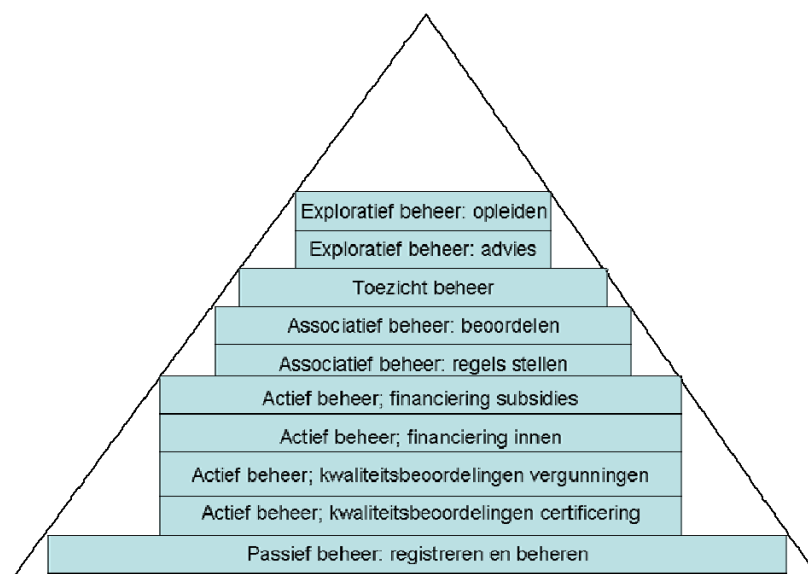 Exploratief beheer: opleiden
Exploratief beheer: advies
Toezicht beheer
Associatief beheer: beoordelen
Associatief beheer: regels stellen
Actief beheer; financiering subsidies
Actief beheer; financiering innen
Actief beheer; kwaliteitsbeoordelingen vergunningen
Actief beheer; kwaliteitsbeoordelingen certificering
Passief beheer: registreren en beheren